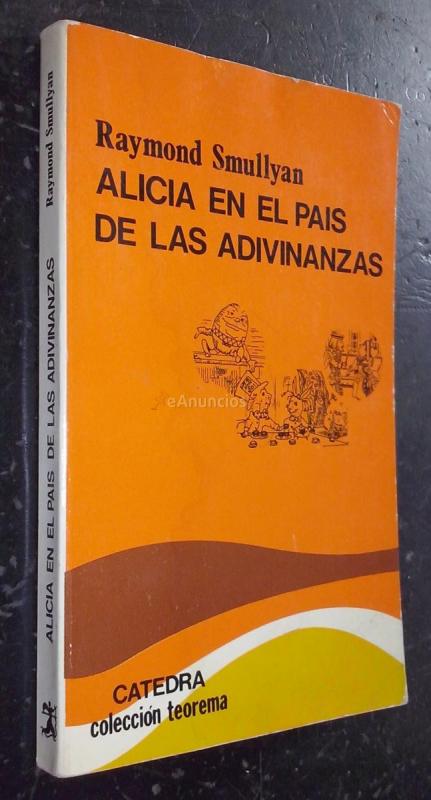 Raymond Smullyan
ALICIA EN EL PAIS
DE LAS ADIVINANZAS
eAnuncios
CATEDRA
colección teorema
ALICIA EN EL PAIS DE LAS ADIVINANZAS Raymond Smullyan